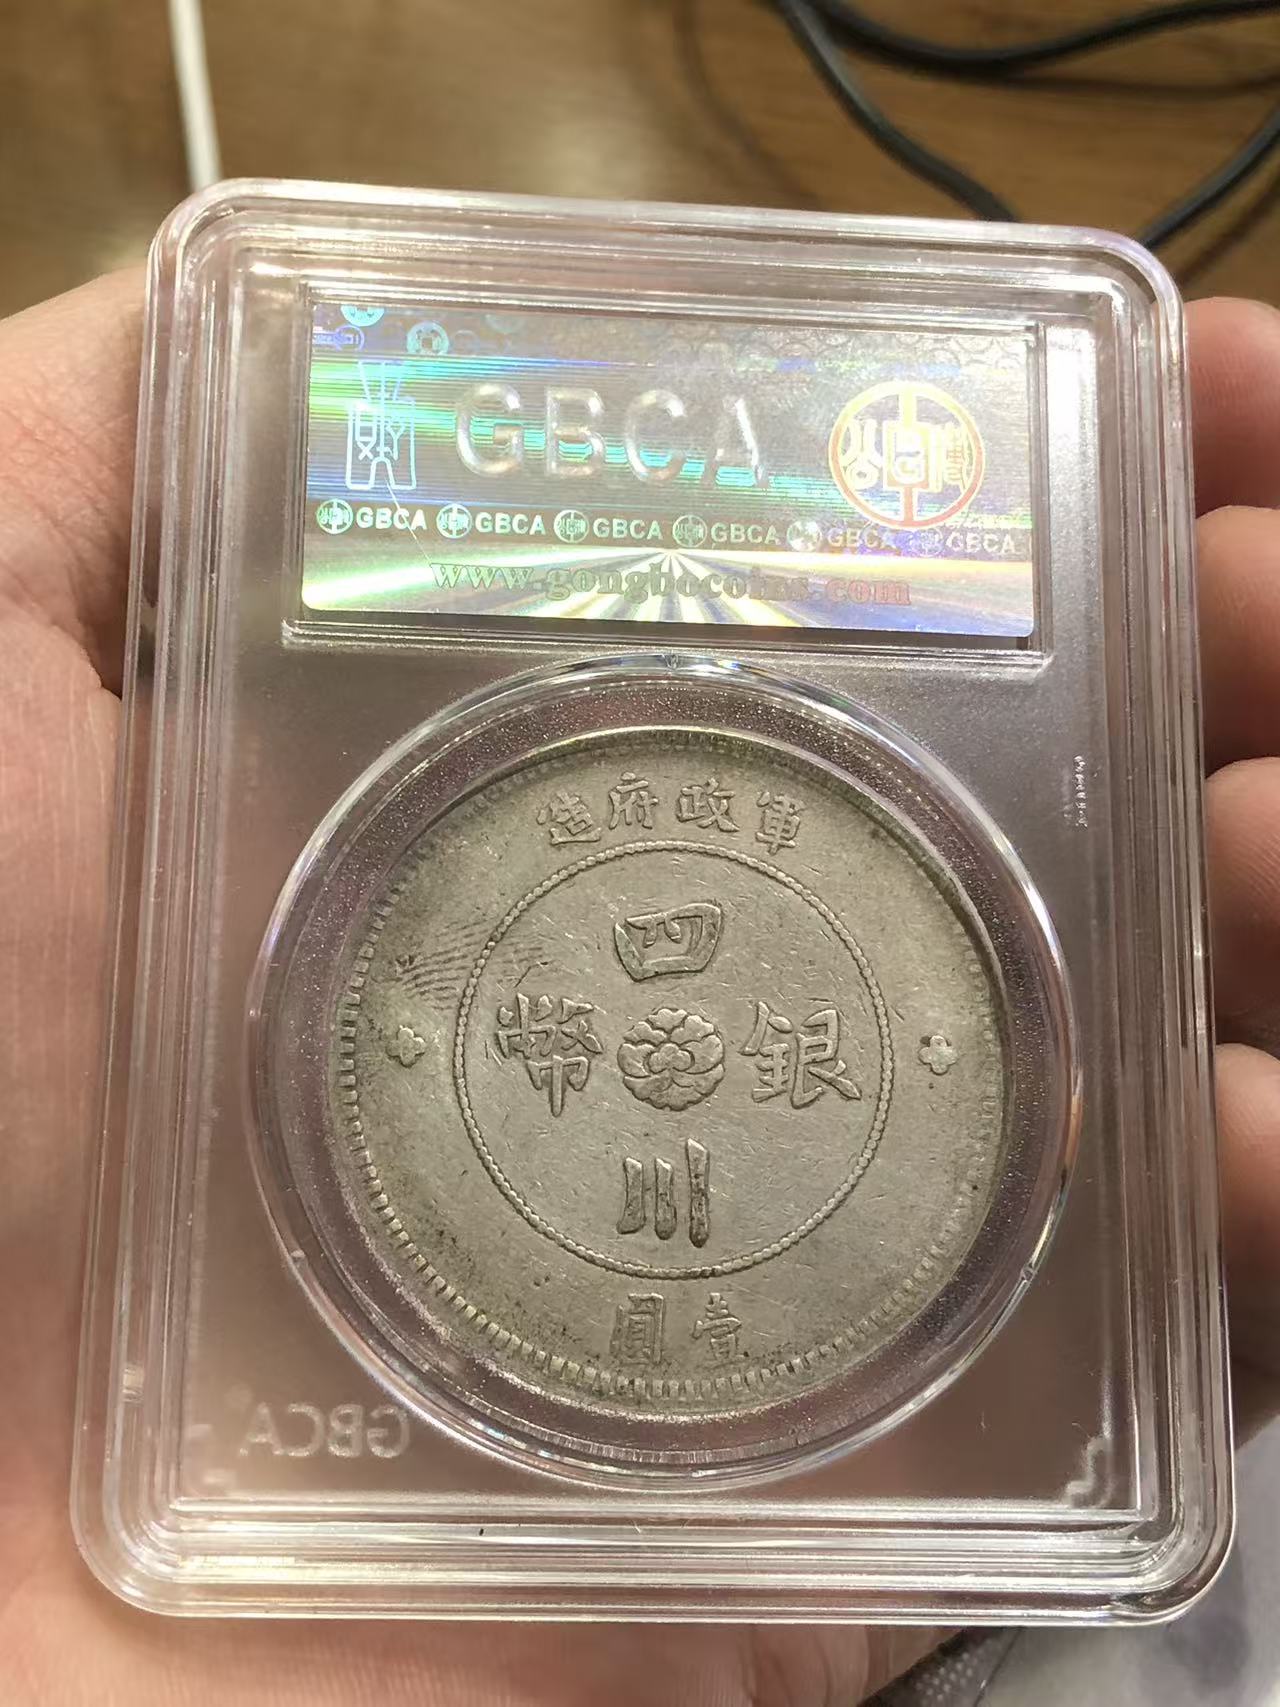 GBCA
GBCA GBCA GBCA GBCA GBCA GBCA
www.gongbocoins.com
造府政軍
四
幣 銀
川
圓壹
GBCA